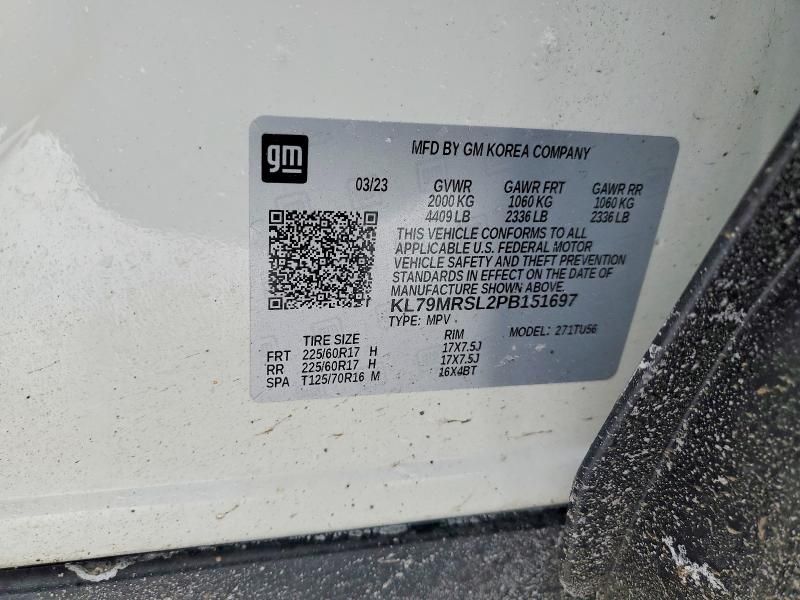 gm
MFD BY GM KOREA COMPANY
03/23 GVWR GAWR FRT GAWR RR
2000 KG 1060 KG 1060 KG
4409 LB 2336 LB 2336 LB
THIS VEHICLE CONFORMS TO ALL
APPLICABLE U.S. FEDERAL MOTOR
VEHICLE SAFETY AND THEFT PREVENTION
STANDARDS IN EFFECT ON THE DATE OF
MANUFACTURE SHOWN ABOVE.
KL79MRSL2PB151697
TYPE: MPV MODEL: 271TU56
TIRE SIZE RIM
FRT 225/60R17 H 17X7.5J
RR 225/60R17 H 17X7.5J
SPA T125/70R16 M 16X4BT